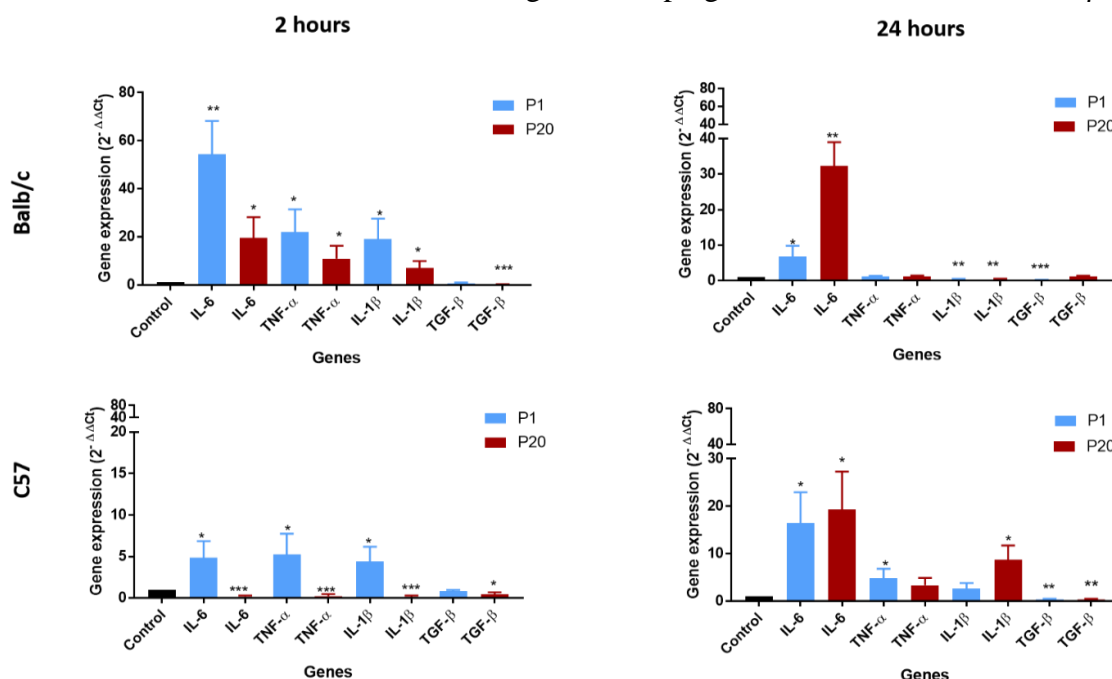 2 hours
24 hours
Balb/c
Gene expression (2^-ΔΔCt)
80
60
40
20
0
**
*
*
*
*
*
***
P1
P20
Control
IL-6
IL-6
TNF-α
TNF-α
IL-1β
IL-1β
TGF-β
TGF-β
Genes
Gene expression (2^-ΔΔCt)
80
60
40
40
30
20
10
0
*
**
**
**
***
P1
P20
Control
IL-6
IL-6
TNF-α
TNF-α
IL-1β
IL-1β
TGF-β
TGF-β
Genes
C57
Gene expression (2^-ΔΔCt)
80
40
20
15
10
5
0
*
***
*
***
*
***
*
P1
P20
Control
IL-6
IL-6
TNF-α
TNF-α
IL-1β
IL-1β
TGF-β
TGF-β
Genes
Gene expression (2^-ΔΔCt)
80
40
30
20
10
0
*
*
*
*
**
**
P1
P20
Control
IL-6
IL-6
TNF-α
TNF-α
IL-1β
IL-1β
TGF-β
TGF-β
Genes